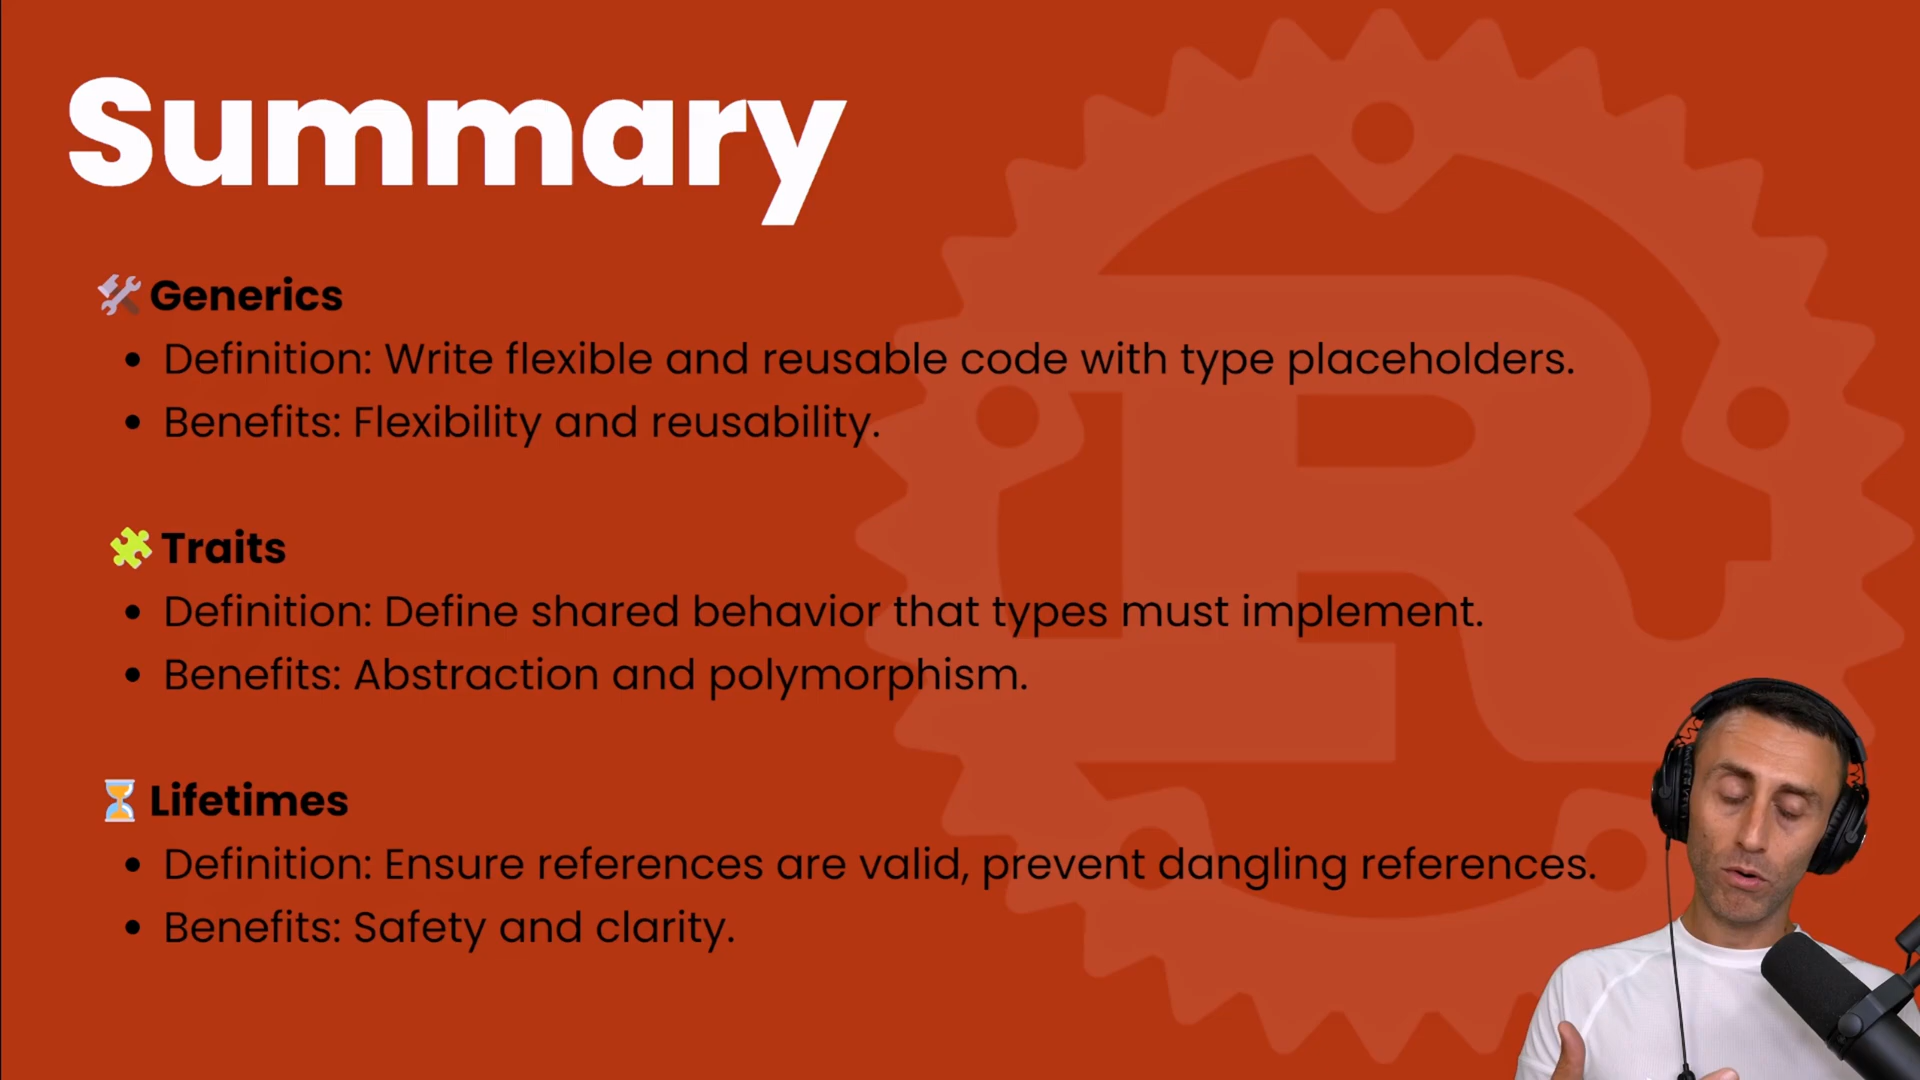 Summary
🛠 Generics
• Definition: Write flexible and reusable code with type placeholders.
• Benefits: Flexibility and reusability.
🧩 Traits
• Definition: Define shared behavior that types must implement.
• Benefits: Abstraction and polymorphism.
⏳ Lifetimes
• Definition: Ensure references are valid, prevent dangling references.
• Benefits: Safety and clarity.
R